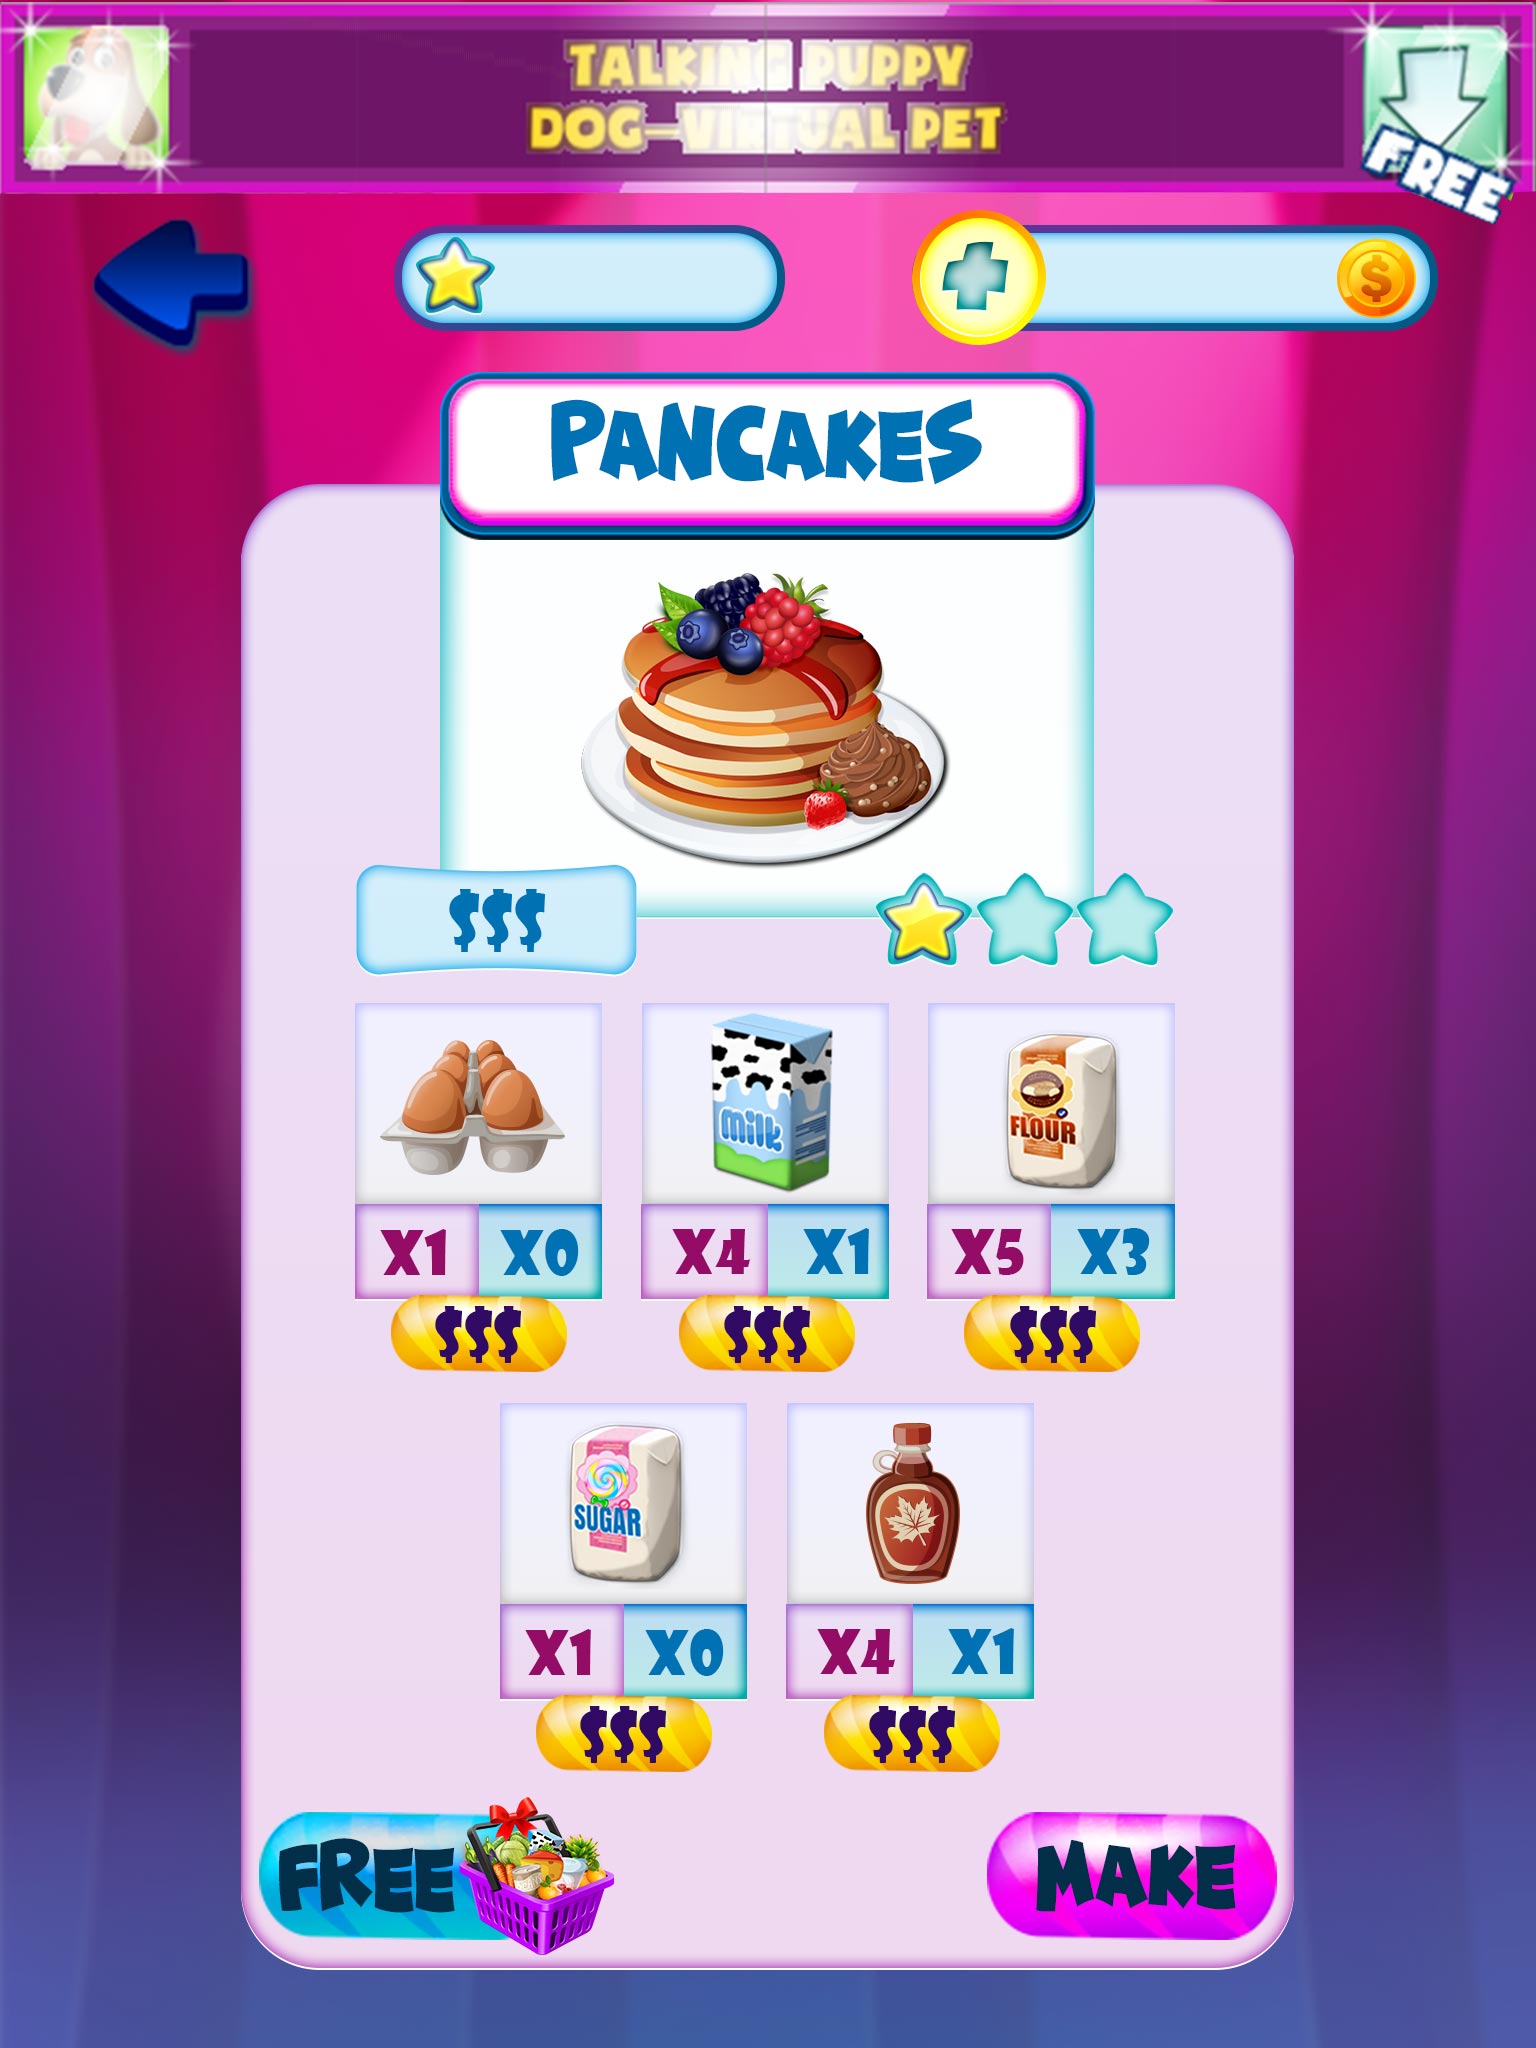 TALKING PUPPY
DOG-VIRTUAL PET
FREE
PANCAKES
$$$
milk
FLOUR
X1 X0 X4 X1 X5 X3
$$$ $$$ $$$
SUGAR
X1 X0 X4 X1
$$$ $$$
FREE MAKE